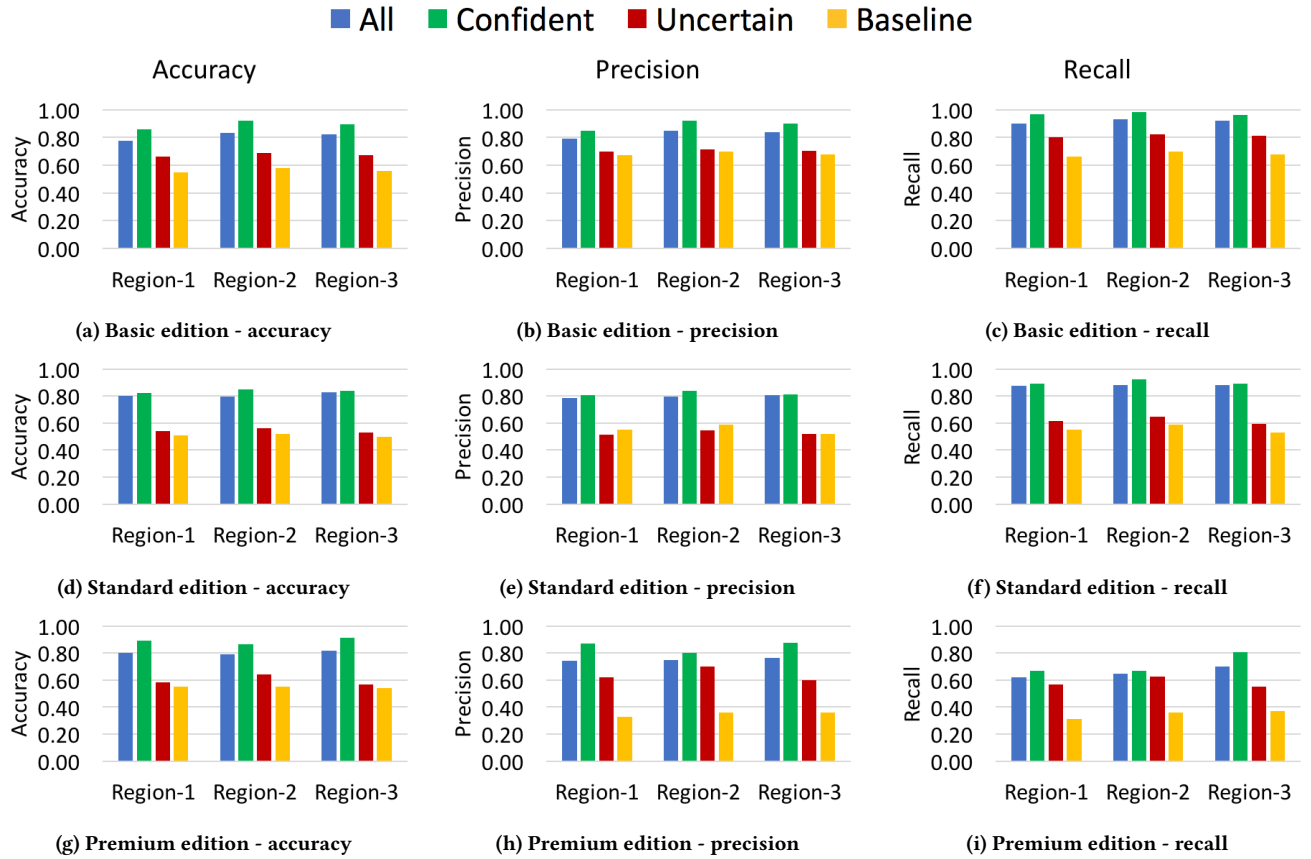 All Confident Uncertain Baseline
Accuracy Precision Recall
Accuracy
1.00
0.80
0.60
0.40
0.20
0.00
Region-1 Region-2 Region-3
(a) Basic edition - accuracy
Precision
1.00
0.80
0.60
0.40
0.20
0.00
Region-1 Region-2 Region-3
(b) Basic edition - precision
Recall
1.00
0.80
0.60
0.40
0.20
0.00
Region-1 Region-2 Region-3
(c) Basic edition - recall
Accuracy
1.00
0.80
0.60
0.40
0.20
0.00
Region-1 Region-2 Region-3
(d) Standard edition - accuracy
Precision
1.00
0.80
0.60
0.40
0.20
0.00
Region-1 Region-2 Region-3
(e) Standard edition - precision
Recall
1.00
0.80
0.60
0.40
0.20
0.00
Region-1 Region-2 Region-3
(f) Standard edition - recall
Accuracy
1.00
0.80
0.60
0.40
0.20
0.00
Region-1 Region-2 Region-3
(g) Premium edition - accuracy
Precision
1.00
0.80
0.60
0.40
0.20
0.00
Region-1 Region-2 Region-3
(h) Premium edition - precision
Recall
1.00
0.80
0.60
0.40
0.20
0.00
Region-1 Region-2 Region-3
(i) Premium edition - recall